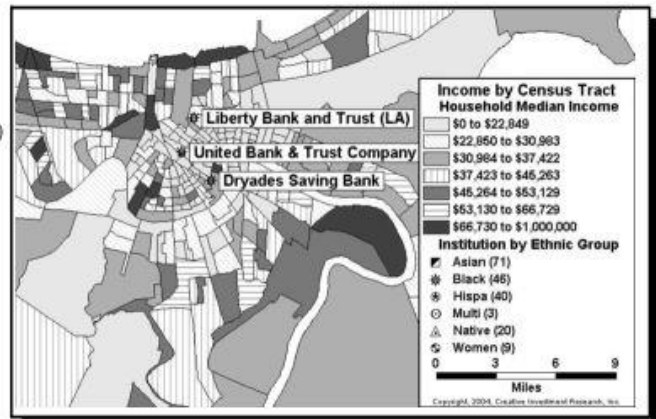 Liberty Bank and Trust (LA)
United Bank & Trust Company
Dryades Saving Bank
Income by Census Tract
Household Median Income
$0 to $22,849
$22,850 to $30,983
$30,984 to $37,422
$37,423 to $45,263
$45,264 to $53,129
$53,130 to $66,729
$66,730 to $1,000,000
Institution by Ethnic Group
Asian (71)
Black (46)
Hispa (40)
Multi (3)
Native (20)
Women (9)
0 3 6 9
Miles
Copyright, 2004, Creative Investment Research, Inc.